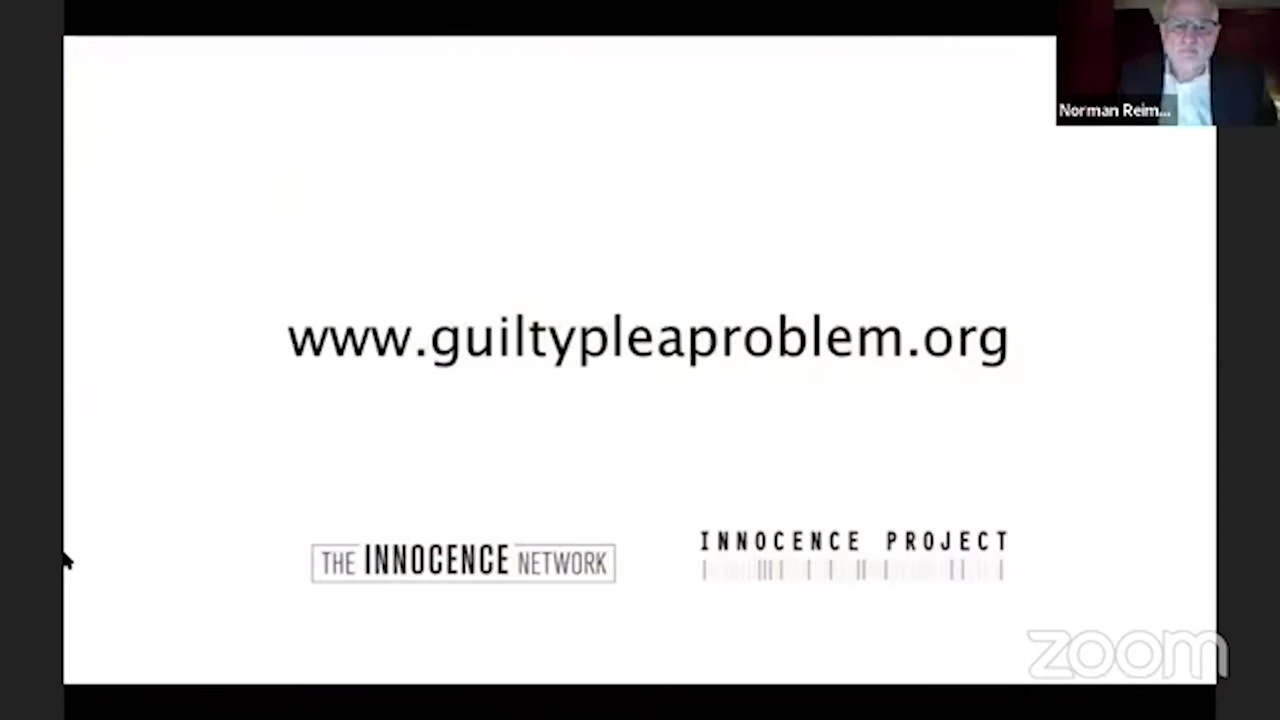 Norman Reim...
www.guiltypleaproblem.org
THE INNOCENCE NETWORK
INNOCENCE PROJECT
zoom